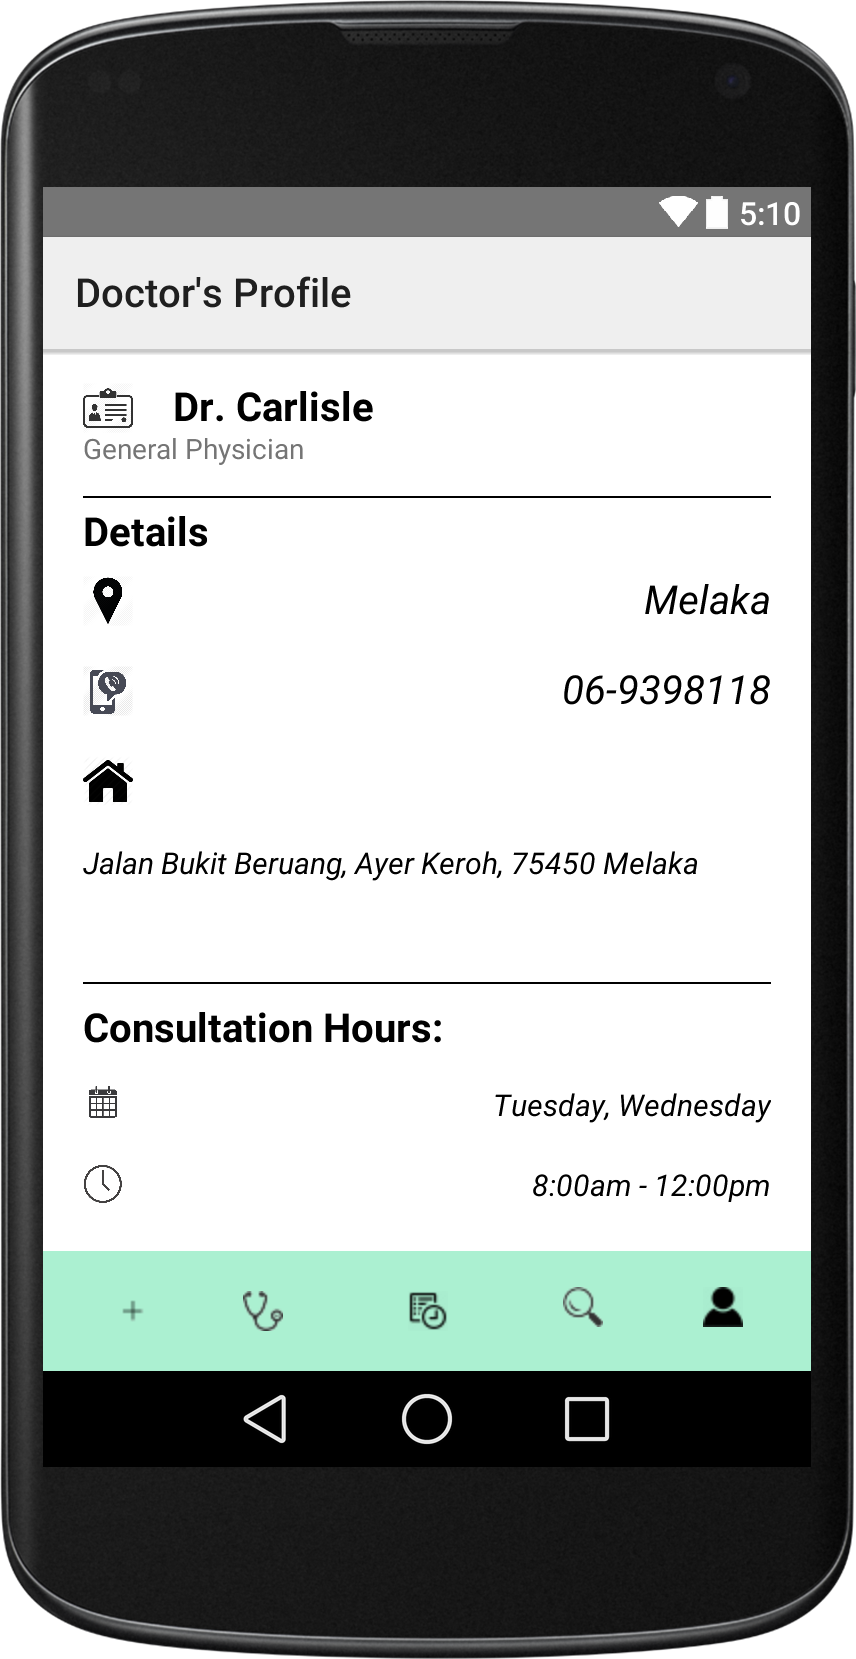 5:10
Doctor's Profile
Dr. Carlisle
General Physician
Details
Melaka
06-9398118
Jalan Bukit Beruang, Ayer Keroh, 75450 Melaka
Consultation Hours:
Tuesday, Wednesday
8:00am - 12:00pm